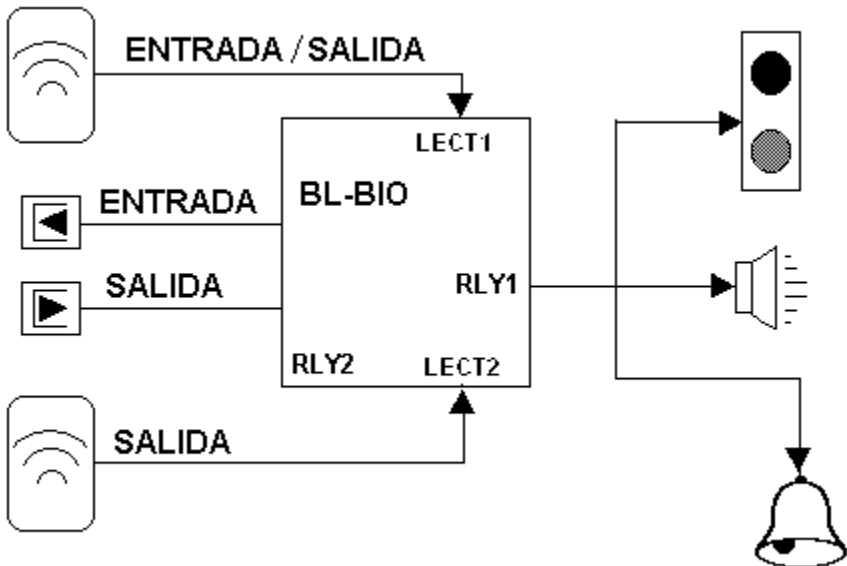 ENTRADA / SALIDA
LECT1
BL-BIO
ENTRADA
SALIDA
RLY1
RLY2
LECT2
SALIDA